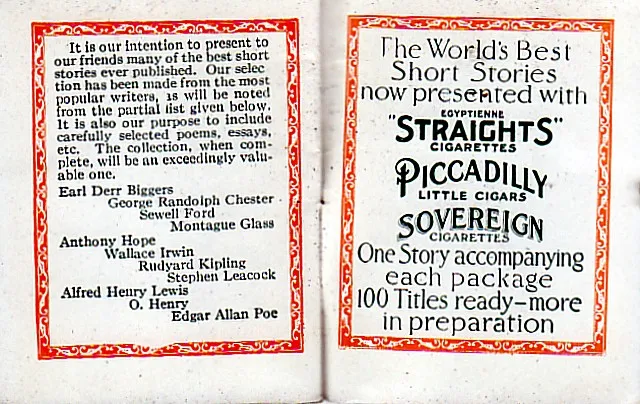 It is our intention to present to
our friends many of the best short
stories ever published. Our selec
tion has been made from the most
popular writers, as will be noted
from the partial list given below.
It is also our purpose to include
carefully selected poems, essays,
etc. The collection, when com-
plete, will be an exceedingly valu-
able one.
Earl Derr Biggers
George Randolph Chester
Sewell Ford
Montague Glass
Anthony Hope
Wallace Irwin
Rudyard Kipling
Stephen Leacock
Alfred Henry Lewis
O. Henry
Edgar Allan Poe
The World's Best
Short Stories
now presented with
EGYPTIENNE
"STRAIGHTS"
CIGARETTES
PICCADILLY
LITTLE CIGARS
SOVEREIGN
CIGARETTES
One Story accompanying
each package
100 Titles ready-more
in preparation